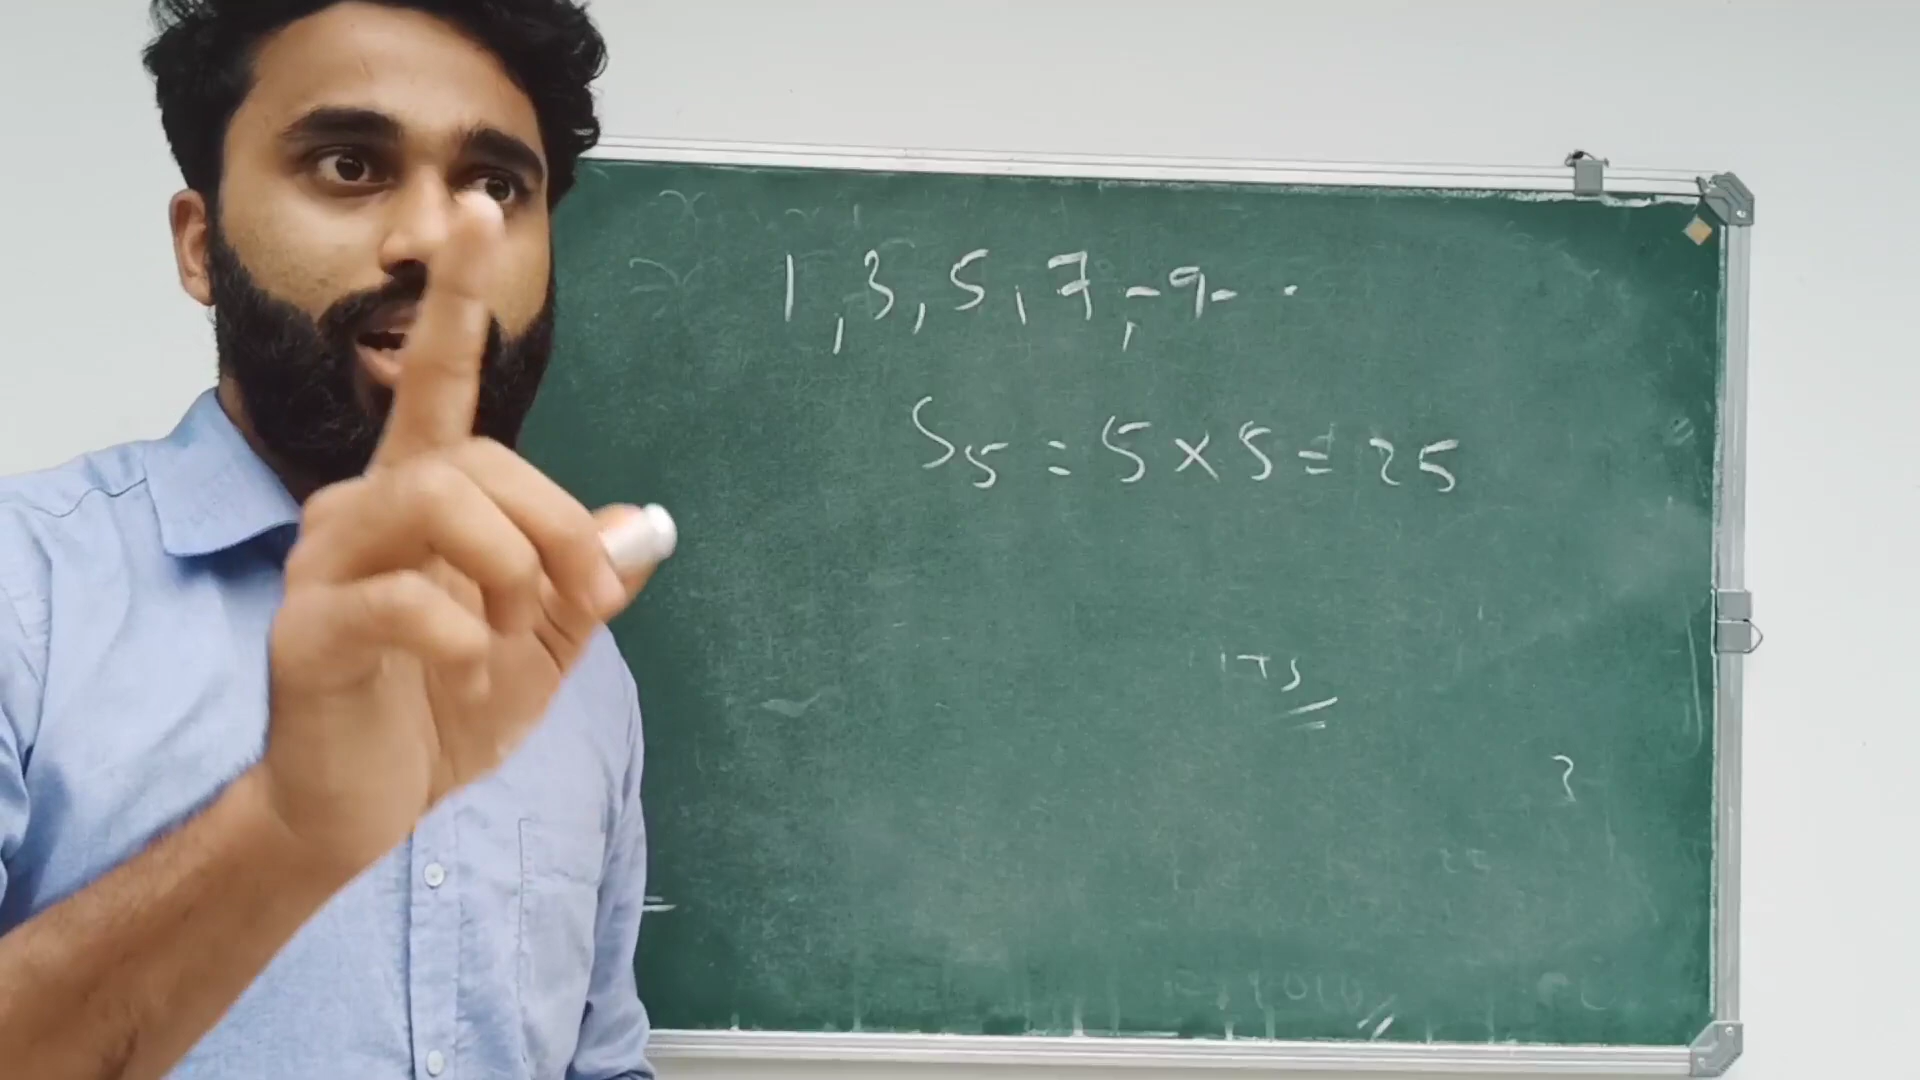 1, 3, 5, 7, -9- .
S5 = 5 × 5 = 25